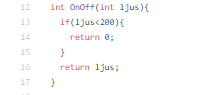 12 int OnOff(int ljus){
13 if(ljus<200){
14 return 0;
15 }
16 return ljus;
17 }